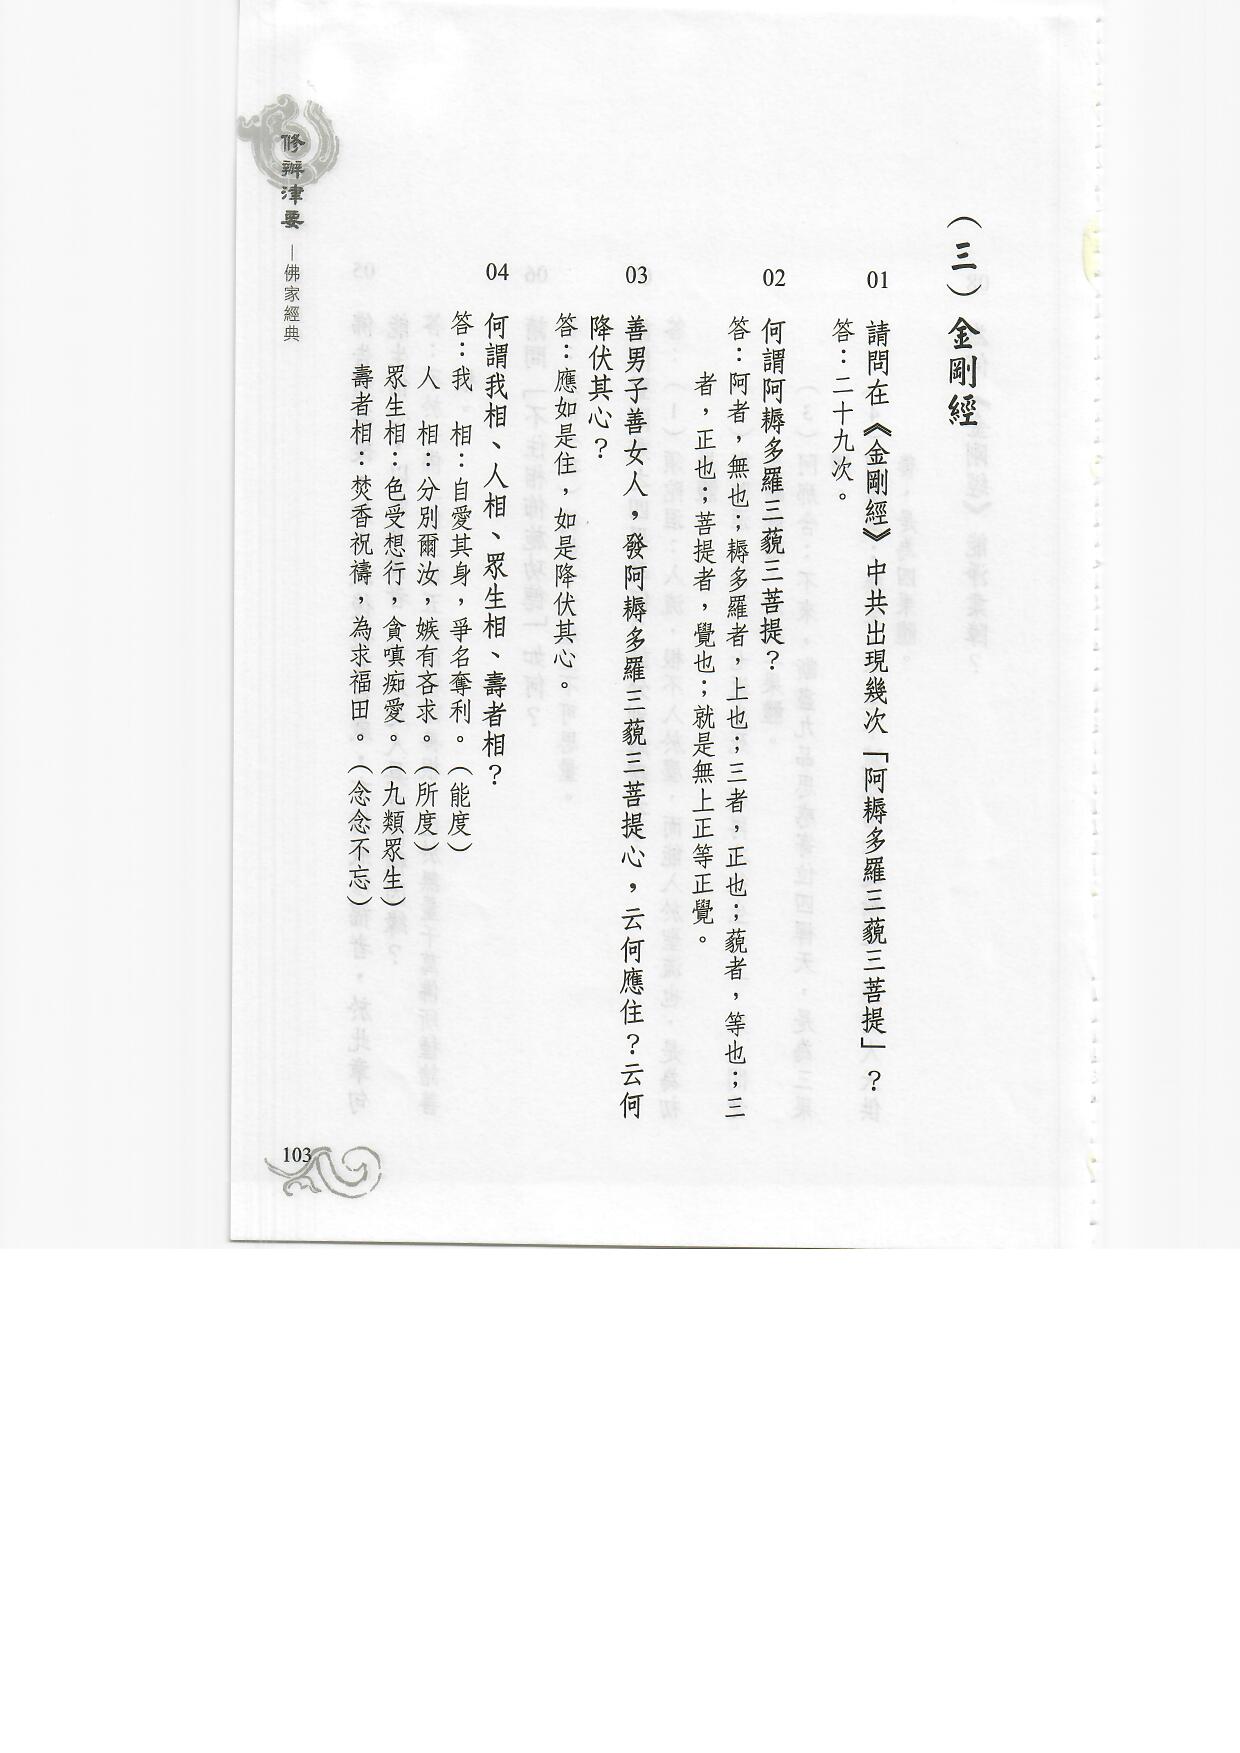 （三）金剛經
01 請問在《金剛經》中共出現幾次「阿耨多羅三藐三菩提」？
答：二十九次。
02 何謂阿耨多羅三藐三菩提？
答：阿者，無也；耨多羅者，上也；三者，正也；藐者，等也；三
者，正也；菩提者，覺也；就是無上正等正覺。
03 善男子善女人，發阿耨多羅三藐三菩提心，云何應住？云何
降伏其心？
答：應如是住，如是降伏其心。
04 何謂我相、人相、眾生相、壽者相？
答：我 相：自愛其身，爭名奪利。（能度）
人 相：分別爾汝，嫉有吝求。（所度）
眾生相：色受想行，貪嗔痴愛。（九類眾生）
壽者相：焚香祝禱，為求福田。（念念不忘）
修辦津要—佛家經典
103